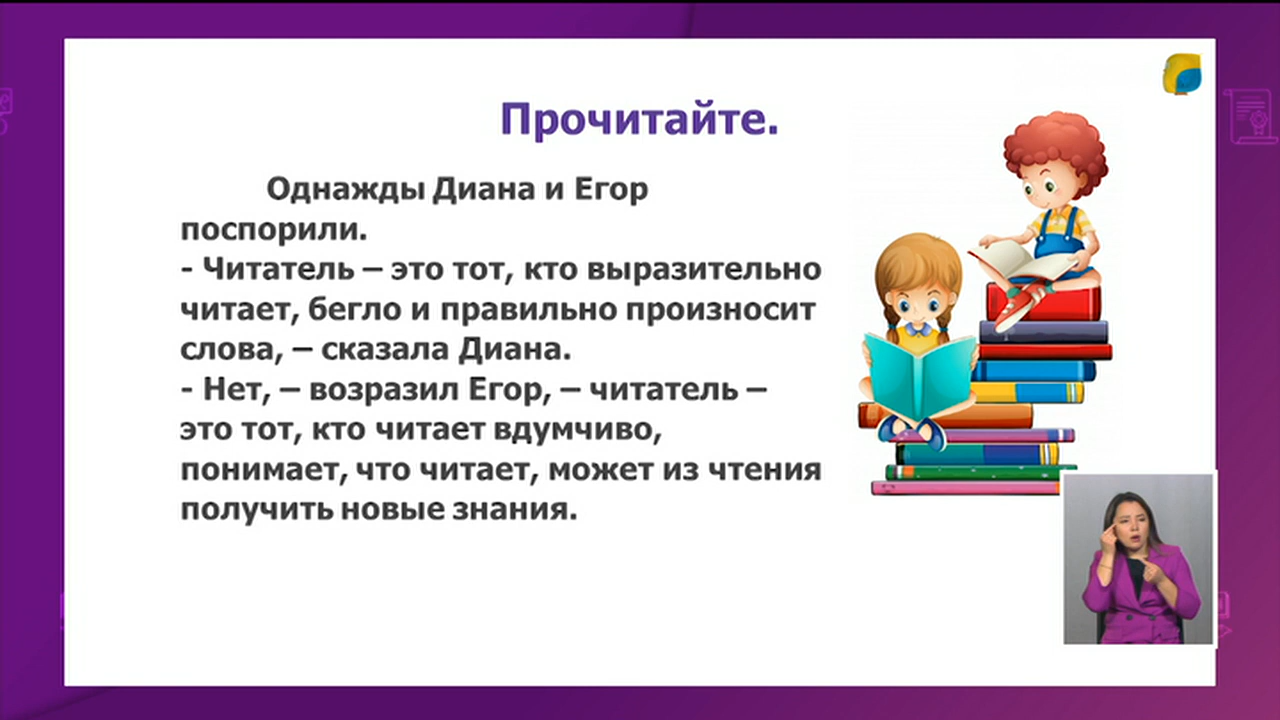 Прочитайте.
Однажды Диана и Егор
поспорили.
- Читатель – это тот, кто выразительно
читает, бегло и правильно произносит
слова, – сказала Диана.
- Нет, – возразил Егор, – читатель –
это тот, кто читает вдумчиво,
понимает, что читает, может из чтения
получить новые знания.